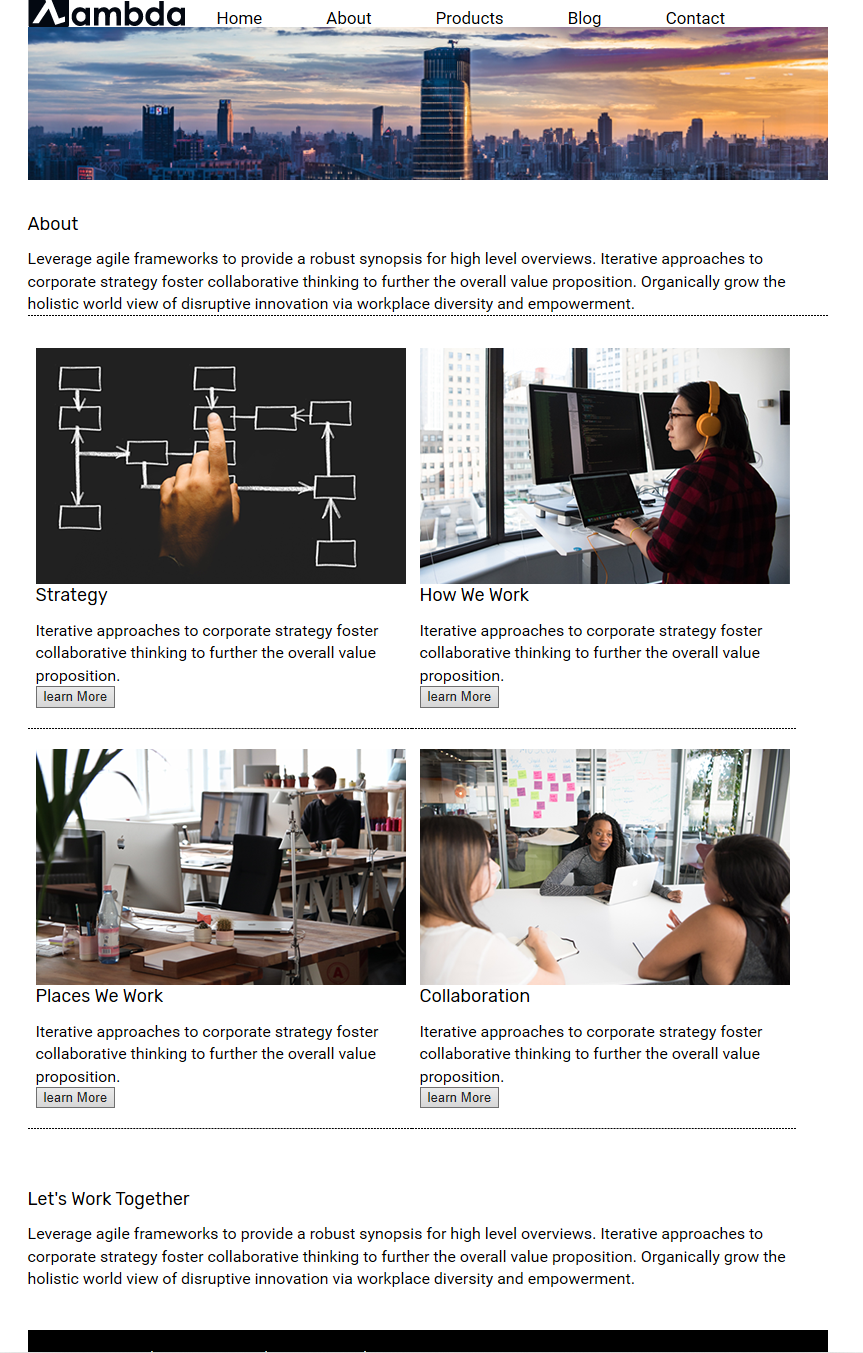 Lambda
Home About Products Blog Contact
About
Leverage agile frameworks to provide a robust synopsis for high level overviews. Iterative approaches to
corporate strategy foster collaborative thinking to further the overall value proposition. Organically grow the
holistic world view of disruptive innovation via workplace diversity and empowerment.
Strategy
Iterative approaches to corporate strategy foster
collaborative thinking to further the overall value
proposition.
learn More
How We Work
Iterative approaches to corporate strategy foster
collaborative thinking to further the overall value
proposition.
learn More
Places We Work
Iterative approaches to corporate strategy foster
collaborative thinking to further the overall value
proposition.
learn More
Collaboration
Iterative approaches to corporate strategy foster
collaborative thinking to further the overall value
proposition.
learn More
Let's Work Together
Leverage agile frameworks to provide a robust synopsis for high level overviews. Iterative approaches to
corporate strategy foster collaborative thinking to further the overall value proposition. Organically grow the
holistic world view of disruptive innovation via workplace diversity and empowerment.